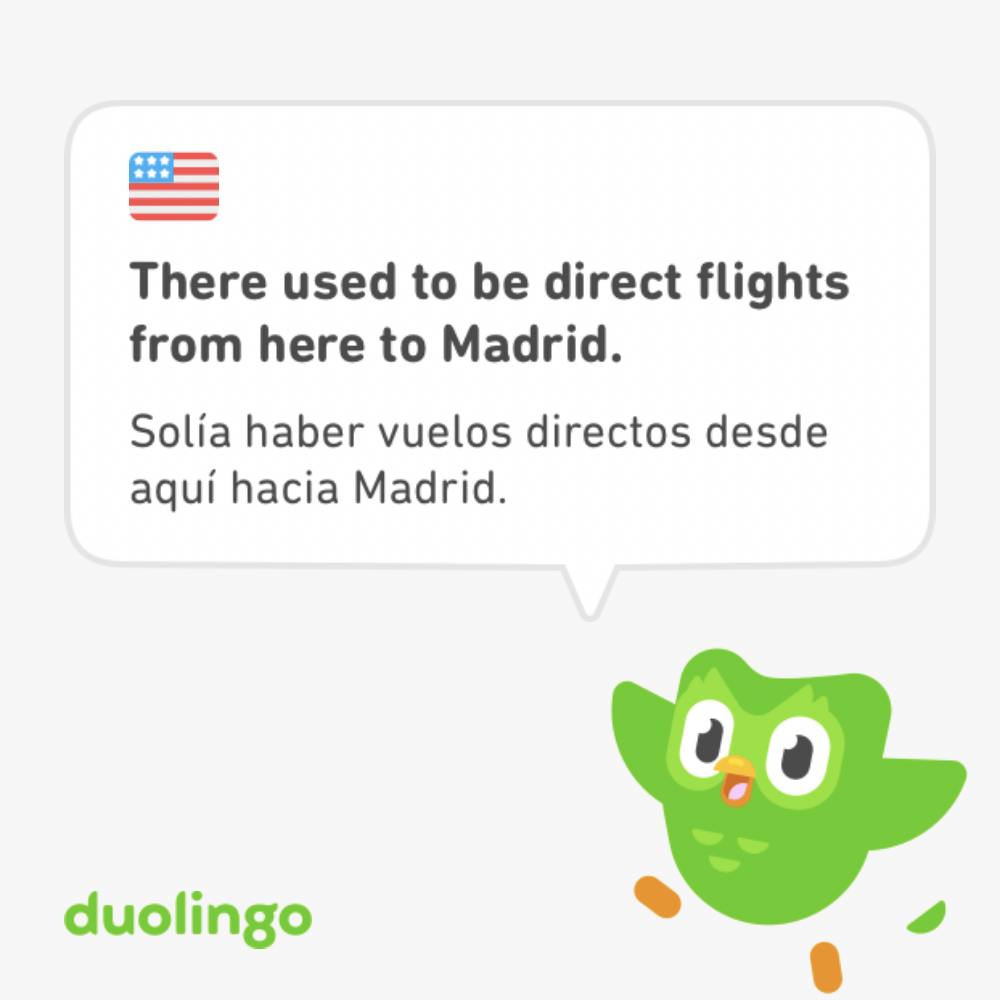 There used to be direct flights
from here to Madrid.
Solía haber vuelos directos desde
aquí hacia Madrid.
duolingo